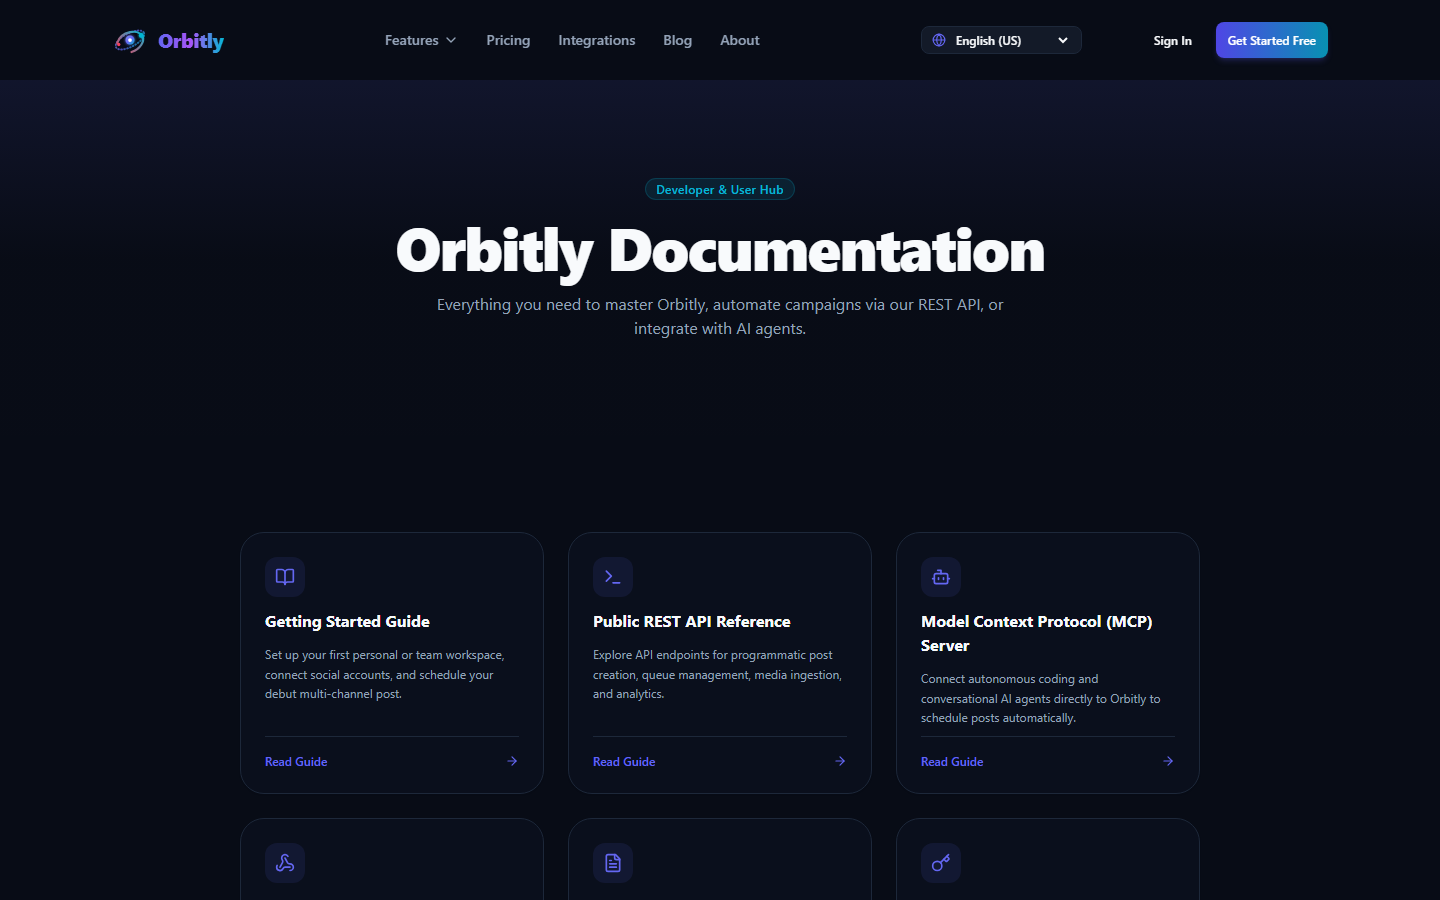 Orbitly
Features
Pricing
Integrations
Blog
About
English (US)
Sign In
Get Started Free
Developer & User Hub
Orbitly Documentation
Everything you need to master Orbitly, automate campaigns via our REST API, or
integrate with AI agents.
Getting Started Guide
Set up your first personal or team workspace,
connect social accounts, and schedule your
debut multi-channel post.
Read Guide
Public REST API Reference
Explore API endpoints for programmatic post
creation, queue management, media ingestion,
and analytics.
Read Guide
Model Context Protocol (MCP)
Server
Connect autonomous coding and
conversational AI agents directly to Orbitly to
schedule posts automatically.
Read Guide